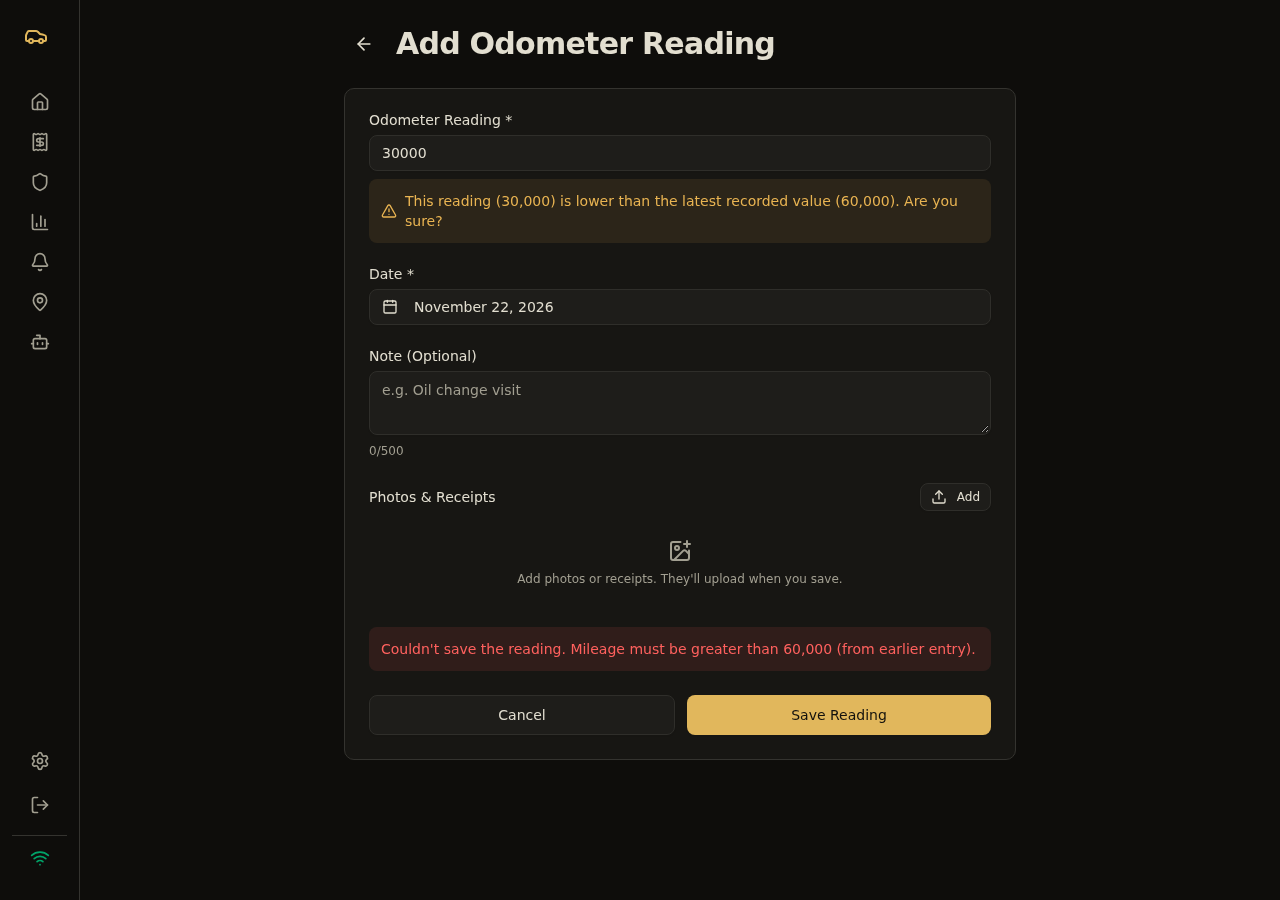 Add Odometer Reading
Odometer Reading *
30000
This reading (30,000) is lower than the latest recorded value (60,000). Are you
sure?
Date *
November 22, 2026
Note (Optional)
e.g. Oil change visit
0/500
Photos & Receipts
Add
Add photos or receipts. They'll upload when you save.
Couldn't save the reading. Mileage must be greater than 60,000 (from earlier entry).
Cancel
Save Reading